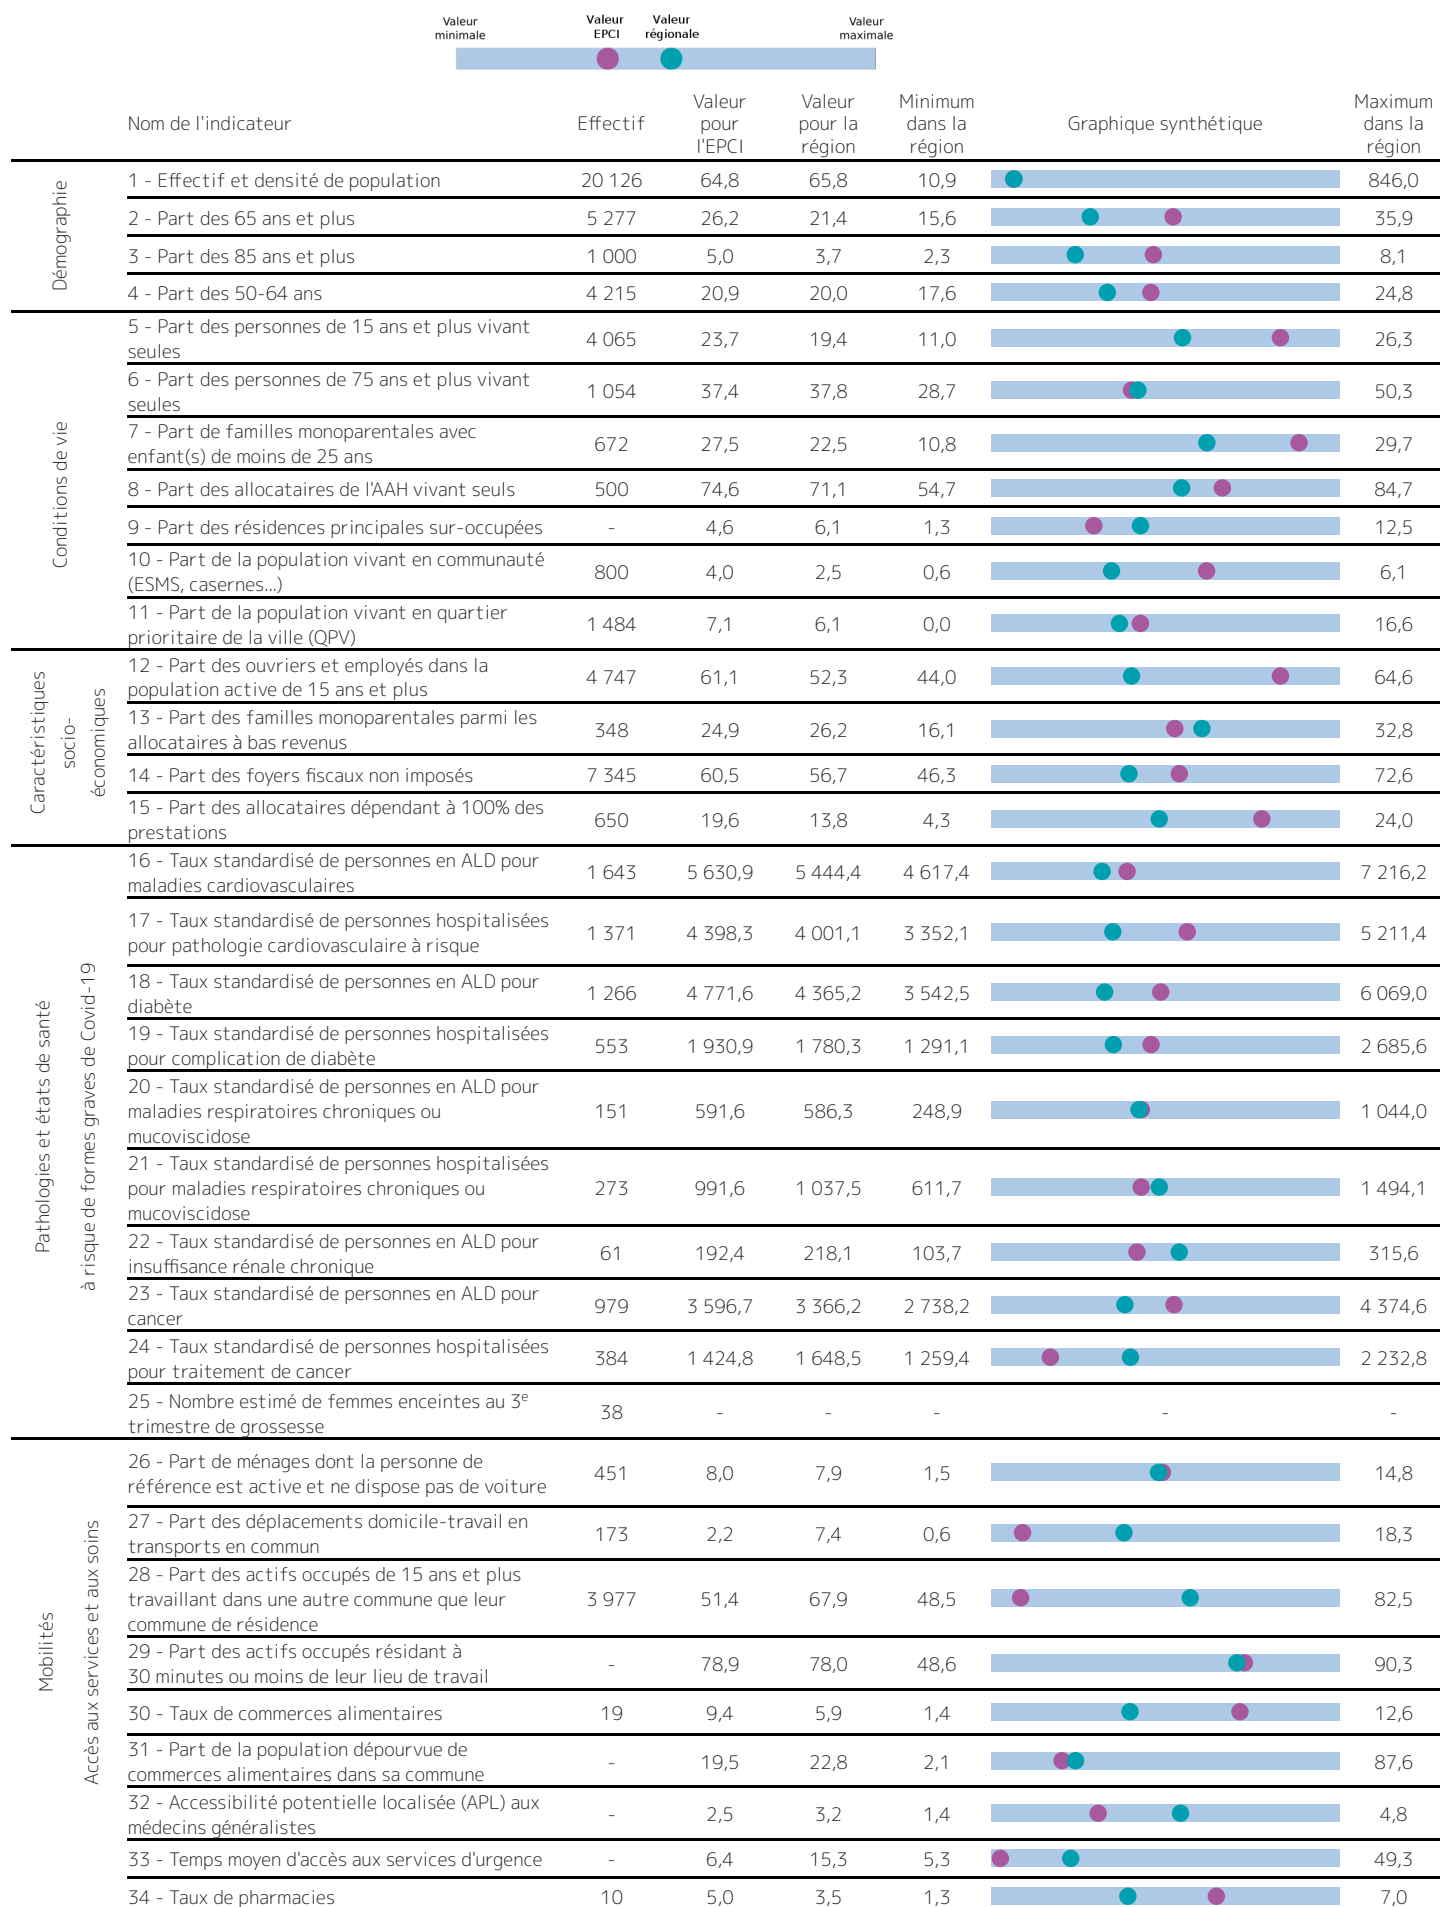 Valeur minimale
Valeur EPCI
Valeur régionale
Valeur maximale
Nom de l'indicateur
Effectif
Valeur pour l'EPCI
Valeur pour la région
Minimum dans la région
Graphique synthétique
Maximum dans la région
Démographie
1 - Effectif et densité de population 20 126 64,8 65,8 10,9 846,0
2 - Part des 65 ans et plus 5 277 26,2 21,4 15,6 35,9
3 - Part des 85 ans et plus 1 000 5,0 3,7 2,3 8,1
4 - Part des 50-64 ans 4 215 20,9 20,0 17,6 24,8
Conditions de vie
5 - Part des personnes de 15 ans et plus vivant
seules 4 065 23,7 19,4 11,0 26,3
6 - Part des personnes de 75 ans et plus vivant
seules 1 054 37,4 37,8 28,7 50,3
7 - Part de familles monoparentales avec
enfant(s) de moins de 25 ans 672 27,5 22,5 10,8 29,7
8 - Part des allocataires de l'AAH vivant seuls 500 74,6 71,1 54,7 84,7
9 - Part des résidences principales sur-occupées - 4,6 6,1 1,3 12,5
10 - Part de la population vivant en communauté
(ESMS, casernes...) 800 4,0 2,5 0,6 6,1
11 - Part de la population vivant en quartier
prioritaire de la ville (QPV) 1 484 7,1 6,1 0,0 16,6
Caractéristiques
socio-
économiques
12 - Part des ouvriers et employés dans la
population active de 15 ans et plus 4 747 61,1 52,3 44,0 64,6
13 - Part des familles monoparentales parmi les
allocataires à bas revenus 348 24,9 26,2 16,1 32,8
14 - Part des foyers fiscaux non imposés 7 345 60,5 56,7 46,3 72,6
15 - Part des allocataires dépendant à 100% des
prestations 650 19,6 13,8 4,3 24,0
Pathologies et états de santé
à risque de formes graves de Covid-19
16 - Taux standardisé de personnes en ALD pour
maladies cardiovasculaires 1 643 5 630,9 5 444,4 4 617,4 7 216,2
17 - Taux standardisé de personnes hospitalisées
pour pathologie cardiovasculaire à risque 1 371 4 398,3 4 001,1 3 352,1 5 211,4
18 - Taux standardisé de personnes en ALD pour
diabète 1 266 4 771,6 4 365,2 3 542,5 6 069,0
19 - Taux standardisé de personnes hospitalisées
pour complication de diabète 553 1 930,9 1 780,3 1 291,1 2 685,6
20 - Taux standardisé de personnes en ALD pour
maladies respiratoires chroniques ou
mucoviscidose 151 591,6 586,3 248,9 1 044,0
21 - Taux standardisé de personnes hospitalisées
pour maladies respiratoires chroniques ou
mucoviscidose 273 991,6 1 037,5 611,7 1 494,1
22 - Taux standardisé de personnes en ALD pour
insuffisance rénale chronique 61 192,4 218,1 103,7 315,6
23 - Taux standardisé de personnes en ALD pour
cancer 979 3 596,7 3 366,2 2 738,2 4 374,6
24 - Taux standardisé de personnes hospitalisées
pour traitement de cancer 384 1 424,8 1 648,5 1 259,4 2 232,8
25 - Nombre estimé de femmes enceintes au 3e
trimestre de grossesse 38 - - - - -
Mobilités
Accès aux services et aux soins
26 - Part de ménages dont la personne de
référence est active et ne dispose pas de voiture 451 8,0 7,9 1,5 14,8
27 - Part des déplacements domicile-travail en
transports en commun 173 2,2 7,4 0,6 18,3
28 - Part des actifs occupés de 15 ans et plus
travaillant dans une autre commune que leur
commune de résidence 3 977 51,4 67,9 48,5 82,5
29 - Part des actifs occupés résidant à
30 minutes ou moins de leur lieu de travail - 78,9 78,0 48,6 90,3
30 - Taux de commerces alimentaires 19 9,4 5,9 1,4 12,6
31 - Part de la population dépourvue de
commerces alimentaires dans sa commune - 19,5 22,8 2,1 87,6
32 - Accessibilité potentielle localisée (APL) aux
médecins généralistes - 2,5 3,2 1,4 4,8
33 - Temps moyen d'accès aux services d'urgence - 6,4 15,3 5,3 49,3
34 - Taux de pharmacies 10 5,0 3,5 1,3 7,0